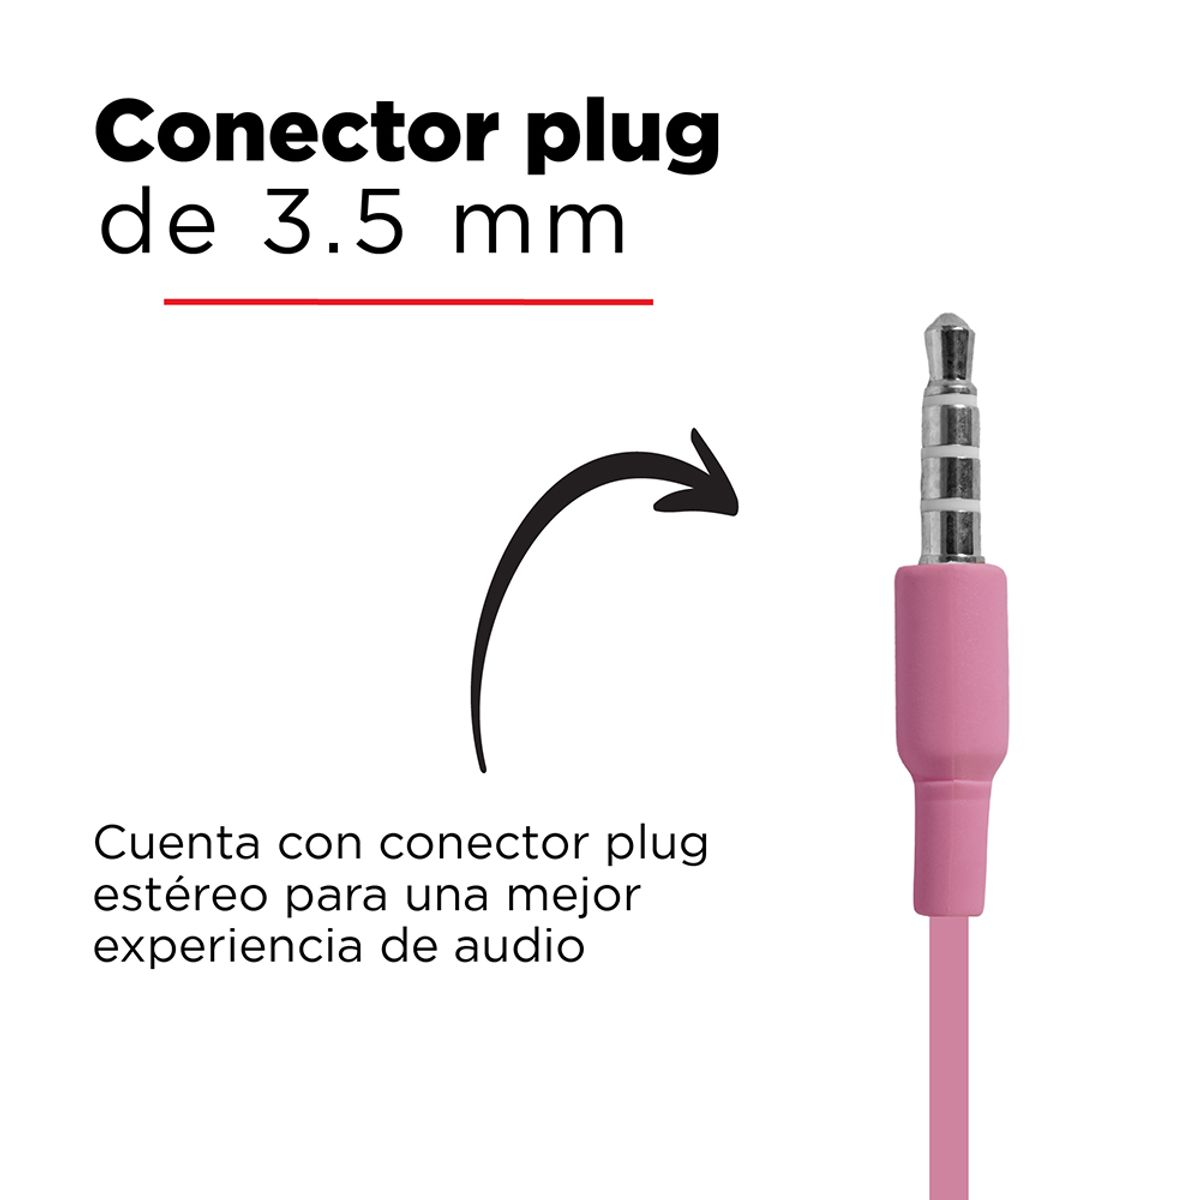 Conector plug
de 3.5 mm
Cuenta con conector plug
estéreo para una mejor
experiencia de audio